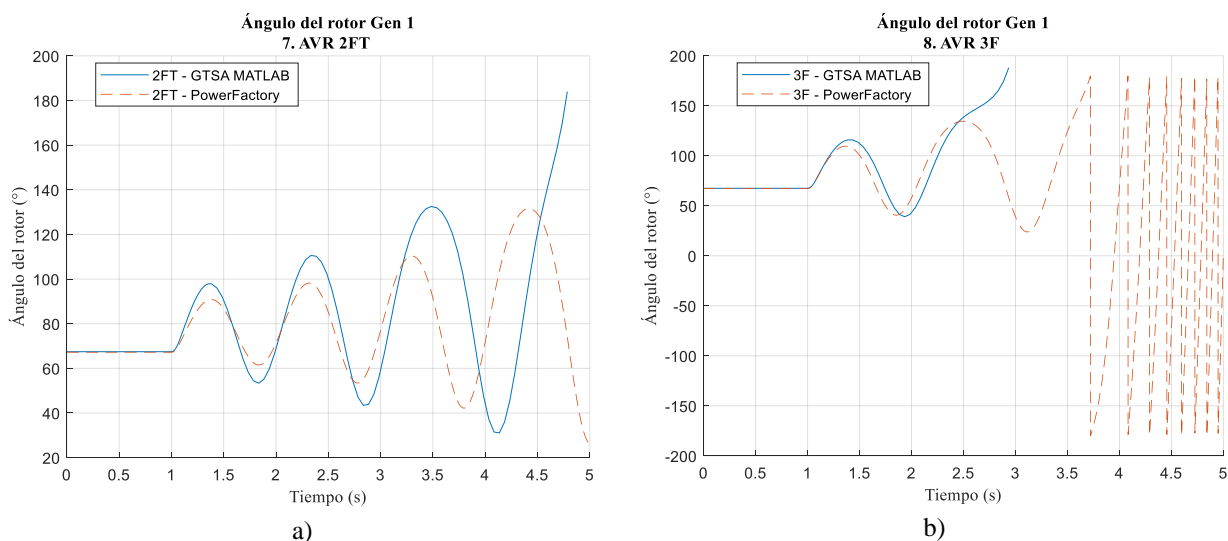 Ángulo del rotor Gen 1
7. AVR 2FT
2FT - GTSA MATLAB
2FT - PowerFactory
Ángulo del rotor (°)
200
180
160
140
120
100
80
60
40
20
0
0.5
1
1.5
2
2.5
3
3.5
4
4.5
5
Tiempo (s)
a)
Ángulo del rotor Gen 1
8. AVR 3F
3F - GTSA MATLAB
3F - PowerFactory
Ángulo del rotor (°)
200
150
100
50
0
-50
-100
-150
-200
0
0.5
1
1.5
2
2.5
3
3.5
4
4.5
5
Tiempo (s)
b)